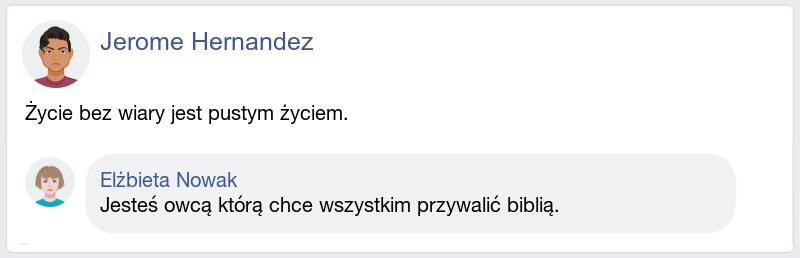 Jerome Hernandez
Życie bez wiary jest pustym życiem.
Elżbieta Nowak
Jesteś owcą którą chce wszystkim przywalić biblią.